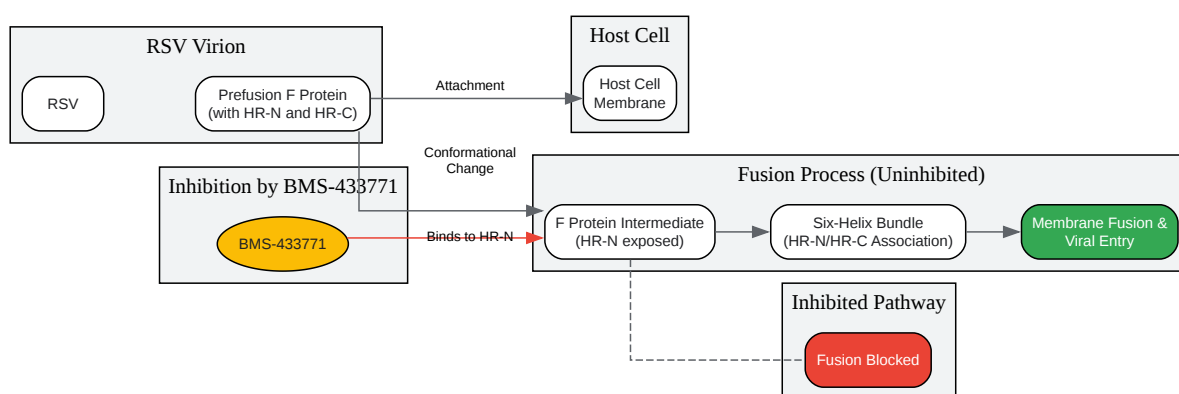 RSV Virion
RSV
Prefusion F Protein
(with HR-N and HR-C)
Attachment
Host Cell
Host Cell
Membrane
Conformational
Change
Inhibition by BMS-433771
BMS-433771
Binds to HR-N
Fusion Process (Uninhibited)
F Protein Intermediate
(HR-N exposed)
Six-Helix Bundle
(HR-N/HR-C Association)
Membrane Fusion &
Viral Entry
Inhibited Pathway
Fusion Blocked